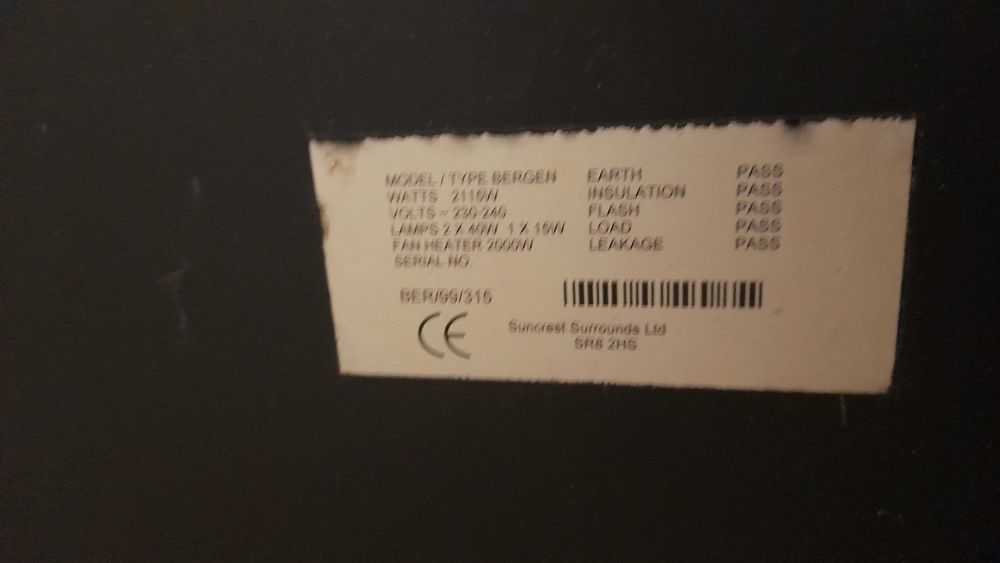 MODEL / TYPE BERGEN EARTH PASS
WATTS 2115W INSULATION PASS
VOLTS ~ 230-240 FLASH PASS
LAMPS 2 X 40W 1 X 15W LOAD PASS
FAN HEATER 2000W LEAKAGE PASS
SERIAL NO.
BER/99/315
CE
Suncrest Surrounds Ltd
SR8 2HS